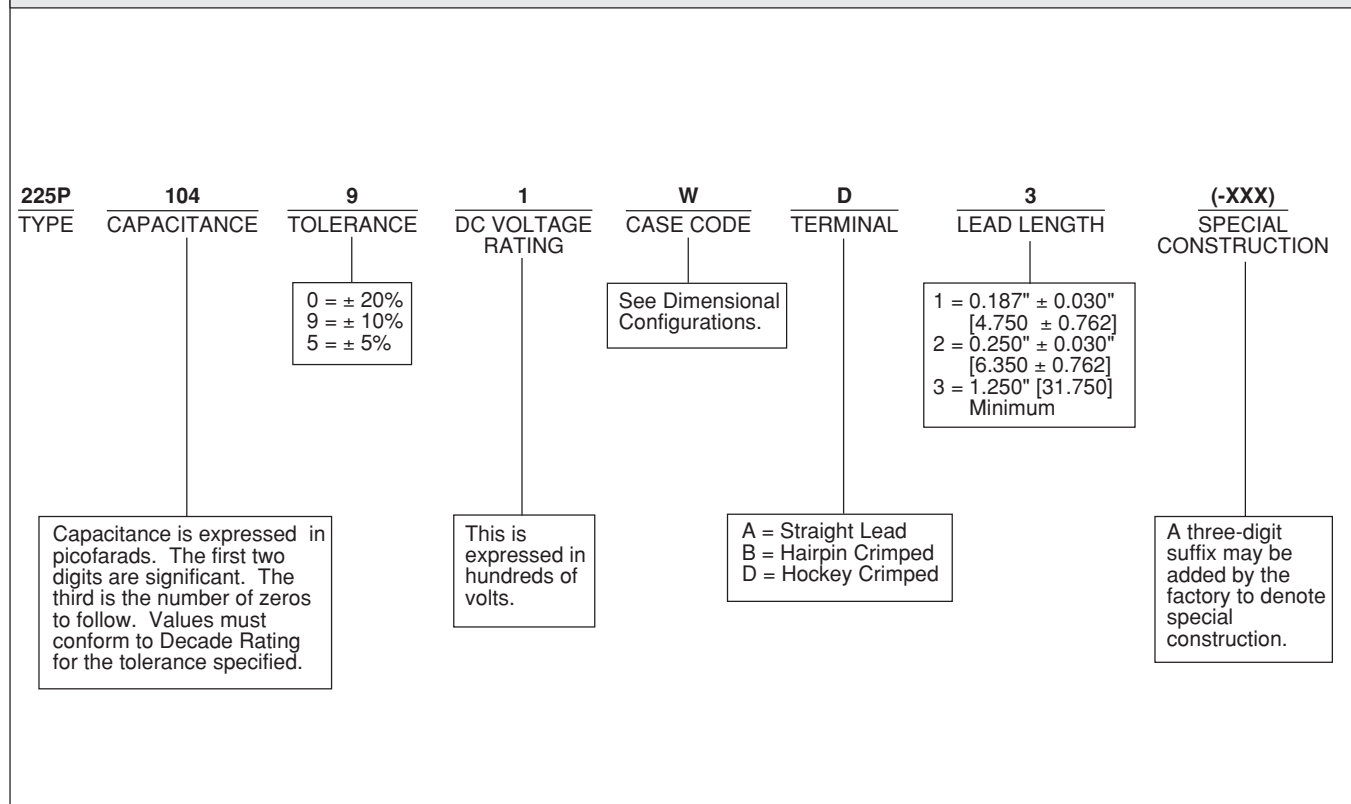 225P 104 9 1 W D 3 (-XXX)
TYPE CAPACITANCE TOLERANCE DC VOLTAGE CASE CODE TERMINAL LEAD LENGTH SPECIAL
RATING CONSTRUCTION
0 = ± 20%
9 = ± 10%
5 = ± 5%
See Dimensional
Configurations.
1 = 0.187" ± 0.030"
[4.750 ± 0.762]
2 = 0.250" ± 0.030"
[6.350 ± 0.762]
3 = 1.250" [31.750]
Minimum
Capacitance is expressed in
picofarads. The first two
digits are significant. The
third is the number of zeros
to follow. Values must
conform to Decade Rating
for the tolerance specified.
This is
expressed in
hundreds of
volts.
A = Straight Lead
B = Hairpin Crimped
D = Hockey Crimped
A three-digit
suffix may be
added by the
factory to denote
special
construction.